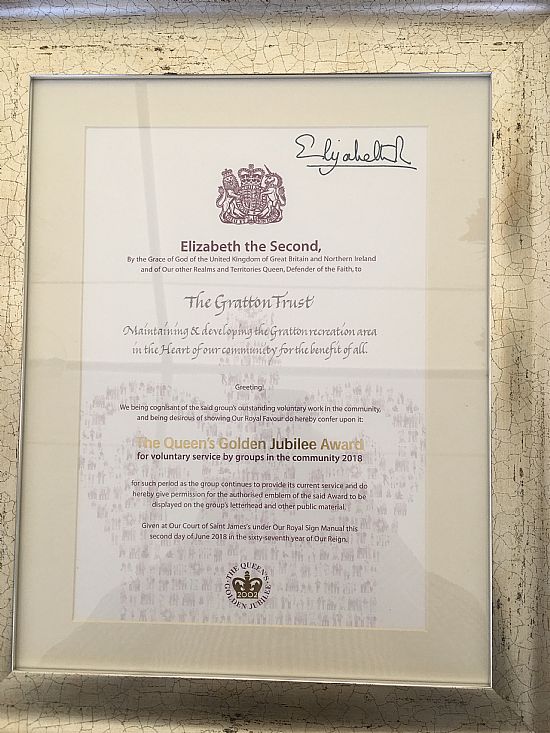 Elizabeth R
Elizabeth the Second,
By the Grace of God of the United Kingdom of Great Britain and Northern Ireland
and of Our other Realms and Territories Queen, Defender of the Faith, to
The Gratton Trust
Maintaining & developing the Gratton recreation area
in the Heart of our community for the benefit of all.
Greeting!
We being cognisant of the said group's outstanding voluntary work in the community,
and being desirous of showing Our Royal Favour do hereby confer upon it:
The Queen's Golden Jubilee Award
for voluntary service by groups in the community 2018
for such period as the group continues to provide its current service and do
hereby give permission for the authorised emblem of the said Award to be
displayed on the group's letterhead and other public material.
Given at Our Court of Saint James's under Our Royal Sign Manual this
second day of June 2018 in the sixty-seventh year of Our Reign.
THE QUEEN'S
2002
GOLDEN JUBILEE